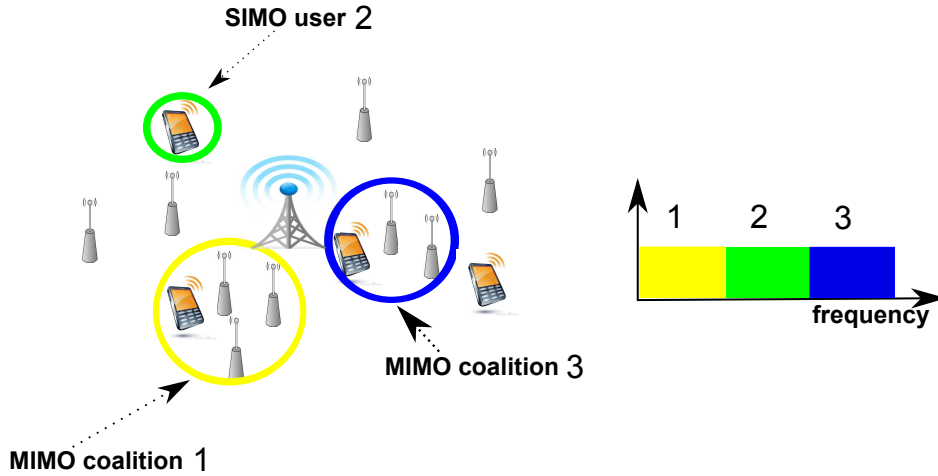 SIMO user 2
1 2 3
frequency
MIMO coalition 3
MIMO coalition 1